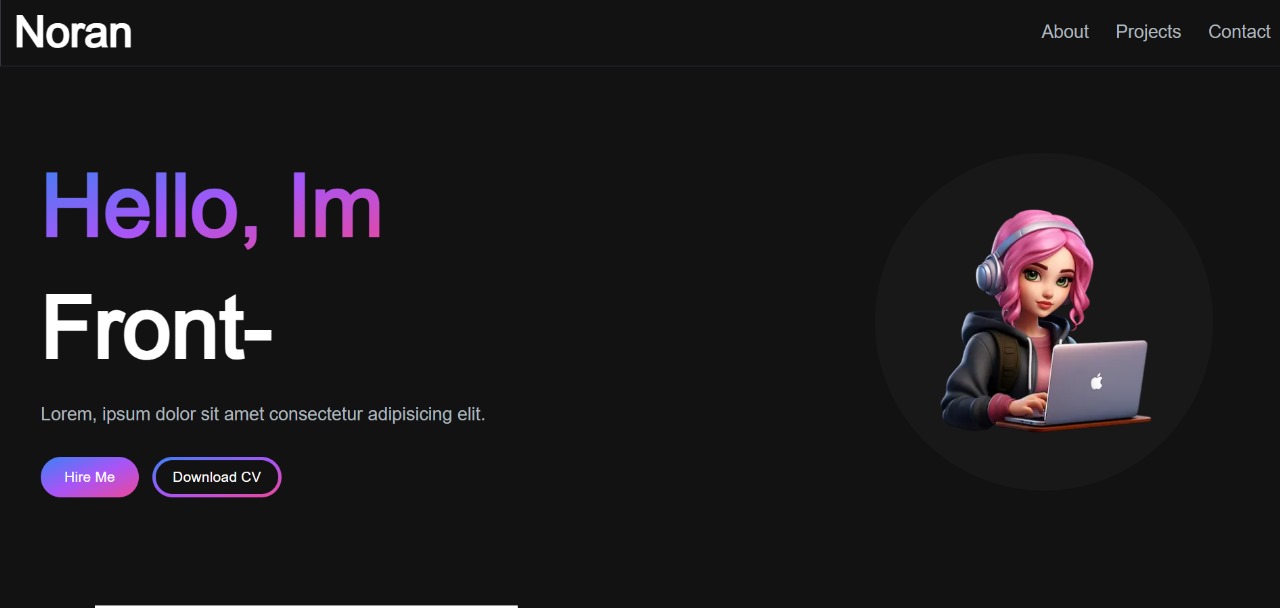 Noran
About Projects Contact
Hello, Im
Front-
Lorem, ipsum dolor sit amet consectetur adipisicing elit.
Hire Me Download CV